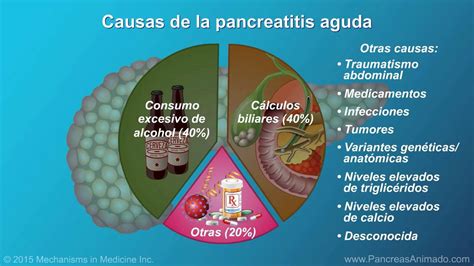 Causas de la pancreatitis aguda
Consumo
excesivo de
alcohol (40%)
Cálculos
biliares (40%)
Otras (20%)
Otras causas:
• Traumatismo
abdominal
• Medicamentos
• Infecciones
• Tumores
• Variantes genéticas/
anatómicas
• Niveles elevados
de triglicéridos
• Niveles elevados
de calcio
• Desconocida
© 2015 Mechanisms in Medicine Inc.
www.PancreasAnimado.com